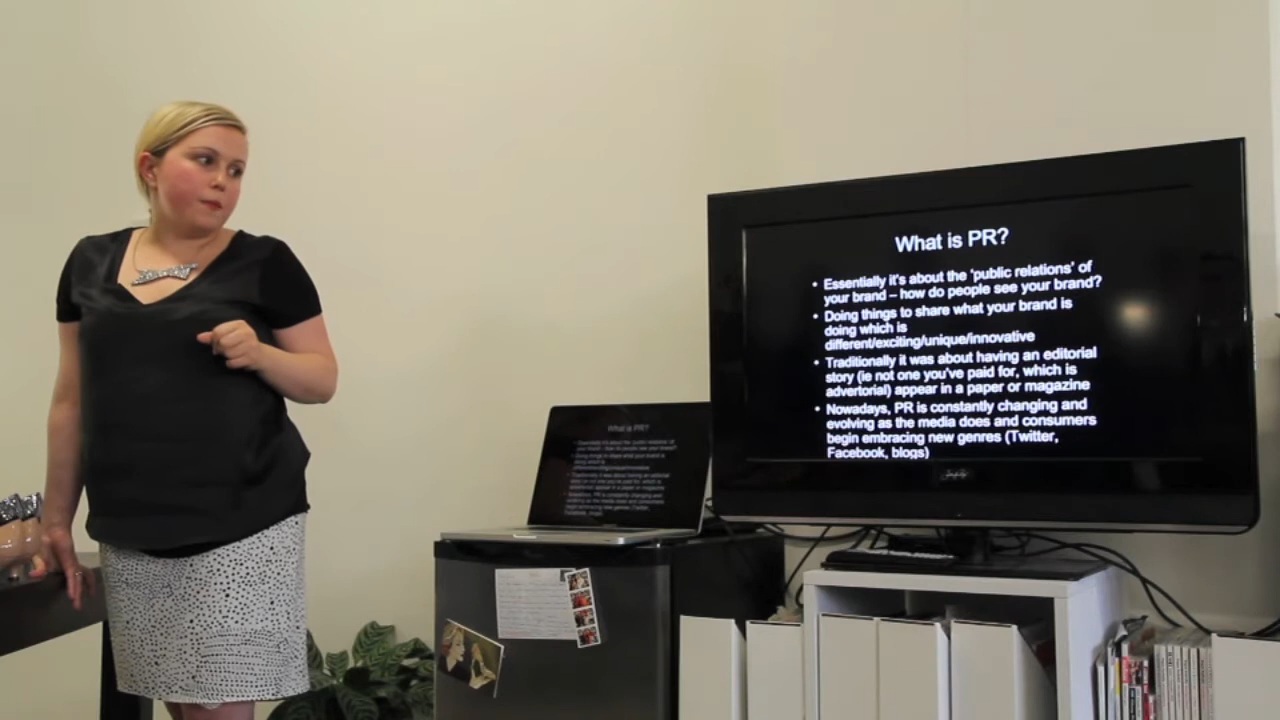 What is PR?
• Essentially it's about the 'public relations' of
your brand – how do people see your brand?
• Doing things to share what your brand is
doing which is
different/exciting/unique/innovative
• Traditionally it was about having an editorial
story (ie not one you've paid for, which is
advertorial) appear in a paper or magazine
• Nowadays, PR is constantly changing and
evolving as the media does and consumers
begin embracing new genres (Twitter,
Facebook, blogs)
What is PR?